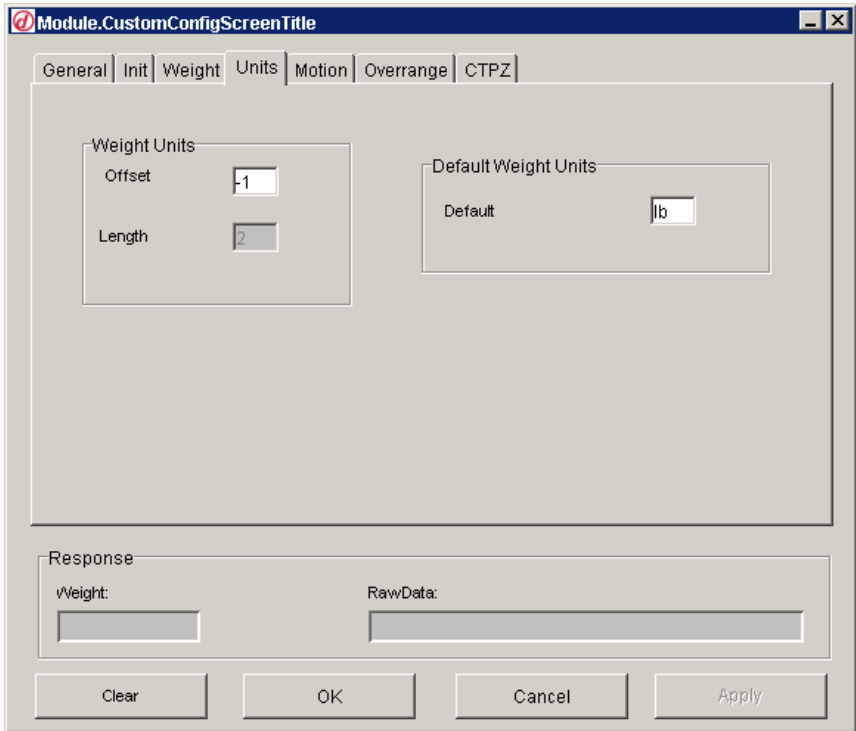 Module.CustomConfigScreenTitle
General Init Weight Units Motion Overrange CTPZ
Weight Units
Offset -1
Length 2
Default Weight Units
Default lb
Response
Weight:
RawData:
Clear OK Cancel Apply